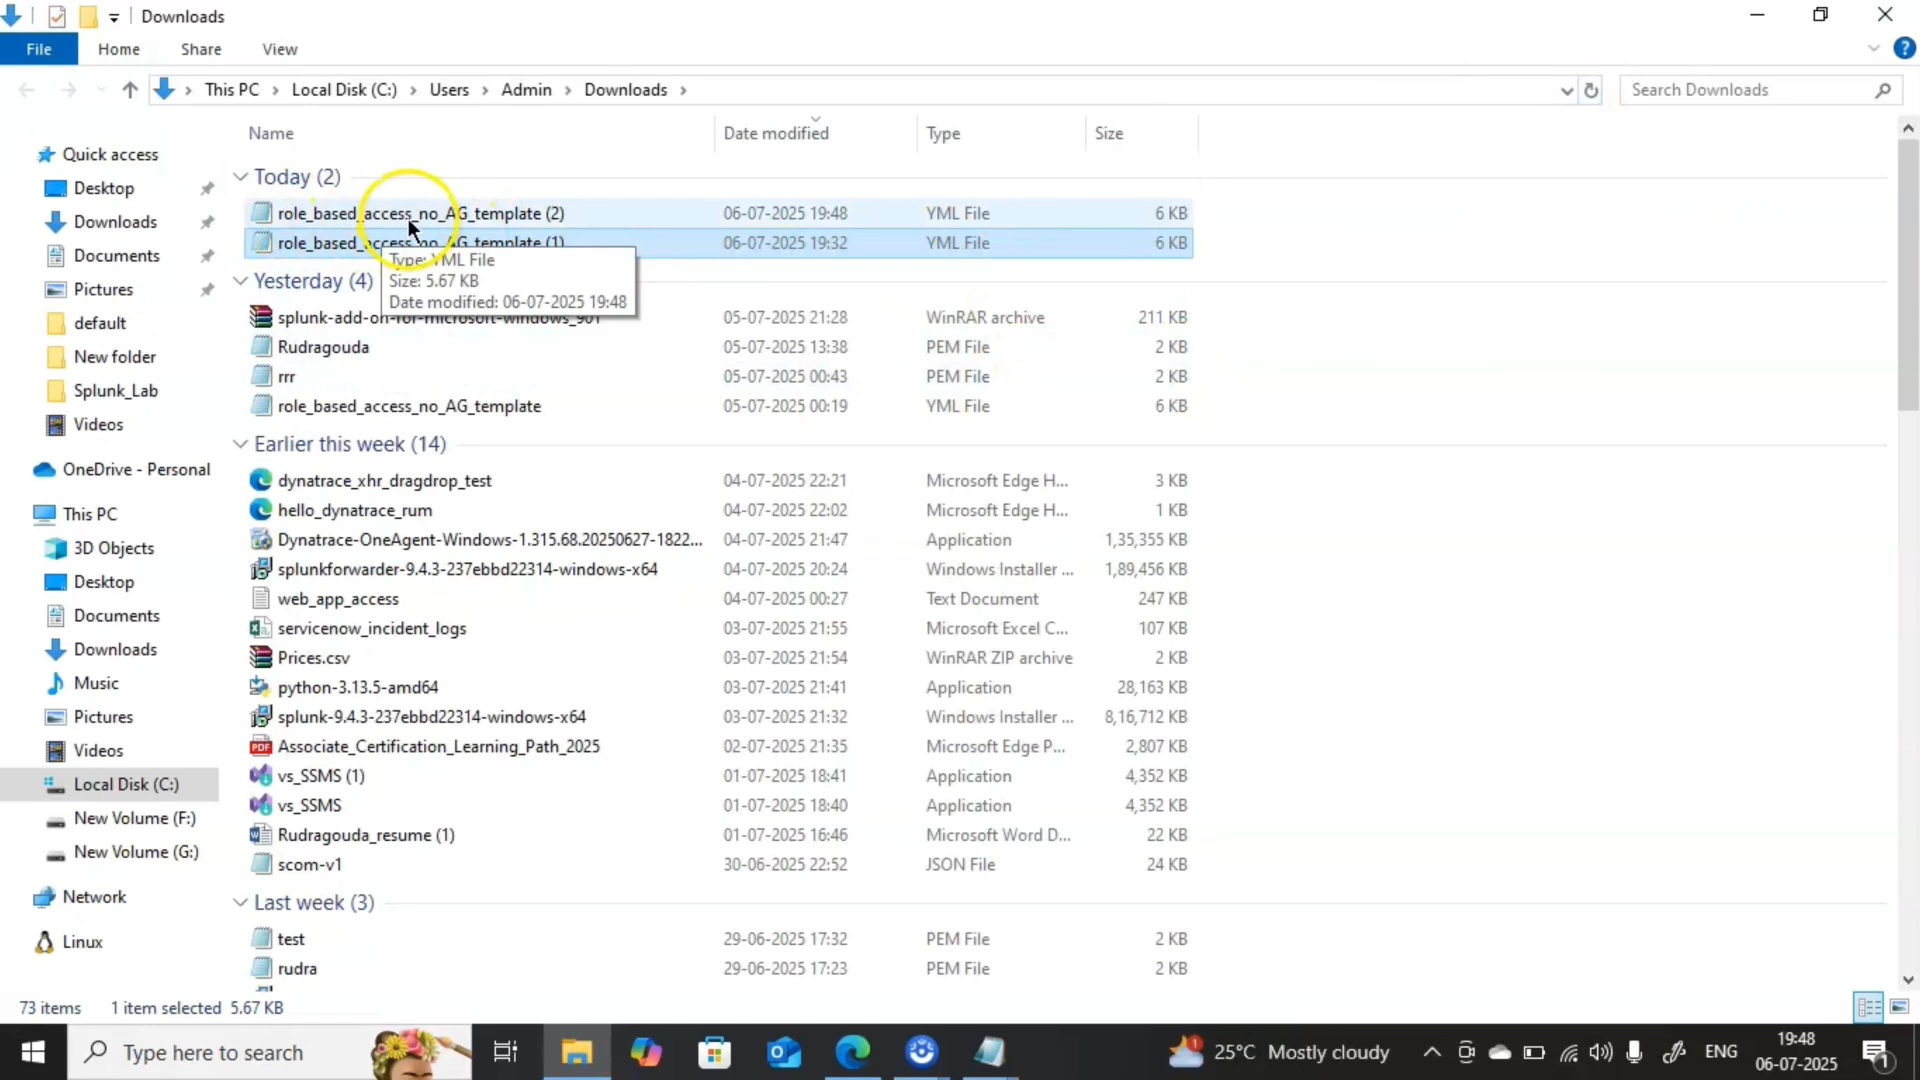 Downloads
File Home Share View
This PC Local Disk (C:) Users Admin Downloads
Search Downloads
Name Date modified Type Size
Quick access
Desktop
Downloads
Documents
Pictures
default
New folder
Splunk_Lab
Videos
OneDrive - Personal
This PC
3D Objects
Desktop
Documents
Downloads
Music
Pictures
Videos
Local Disk (C:)
New Volume (F:)
New Volume (G:)
Network
Linux
Today (2)
role_based_access_no_AG_template (2) 06-07-2025 19:48 YML File 6 KB
role_based_access_no_AG_template (1) 06-07-2025 19:32 YML File 6 KB
Type: YML File
Size: 5.67 KB
Date modified: 06-07-2025 19:48
Yesterday (4)
splunk-add-on-for-microsoft-windows_901 05-07-2025 21:28 WinRAR archive 211 KB
Rudragouda 05-07-2025 13:38 PEM File 2 KB
rrr 05-07-2025 00:43 PEM File 2 KB
role_based_access_no_AG_template 05-07-2025 00:19 YML File 6 KB
Earlier this week (14)
dynatrace_xhr_dragdrop_test 04-07-2025 22:21 Microsoft Edge H... 3 KB
hello_dynatrace_rum 04-07-2025 22:02 Microsoft Edge H... 1 KB
Dynatrace-OneAgent-Windows-1.315.68.20250627-1822... 04-07-2025 21:47 Application 1,35,355 KB
splunkforwarder-9.4.3-237ebbd22314-windows-x64 04-07-2025 20:24 Windows Installer ... 1,89,456 KB
web_app_access 04-07-2025 00:27 Text Document 247 KB
servicenow_incident_logs 03-07-2025 21:55 Microsoft Excel C... 107 KB
Prices.csv 03-07-2025 21:54 WinRAR ZIP archive 2 KB
python-3.13.5-amd64 03-07-2025 21:41 Application 28,163 KB
splunk-9.4.3-237ebbd22314-windows-x64 03-07-2025 21:32 Windows Installer ... 8,16,712 KB
Associate_Certification_Learning_Path_2025 02-07-2025 21:35 Microsoft Edge P... 2,807 KB
vs_SSMS (1) 01-07-2025 18:41 Application 4,352 KB
vs_SSMS 01-07-2025 18:40 Application 4,352 KB
Rudragouda_resume (1) 01-07-2025 16:46 Microsoft Word D... 22 KB
scom-v1 30-06-2025 22:52 JSON File 24 KB
Last week (3)
test 29-06-2025 17:32 PEM File 2 KB
rudra 29-06-2025 17:23 PEM File 2 KB
73 items 1 item selected 5.67 KB
Type here to search
25°C Mostly cloudy
ENG
19:48
06-07-2025